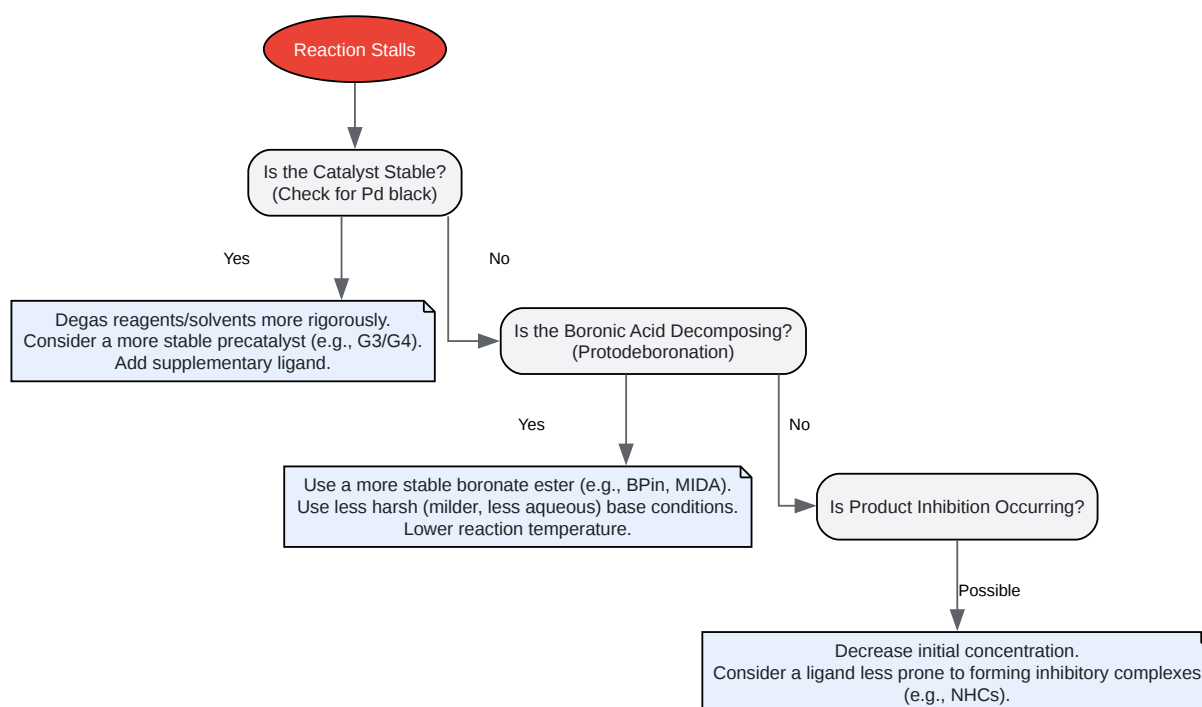 Reaction Stalls
Is the Catalyst Stable?
(Check for Pd black)
Yes
No
Degas reagents/solvents more rigorously.
Consider a more stable precatalyst (e.g., G3/G4).
Add supplementary ligand.
Is the Boronic Acid Decomposing?
(Protodeboronation)
Yes
No
Use a more stable boronate ester (e.g., BPin, MIDA).
Use less harsh (milder, less aqueous) base conditions.
Lower reaction temperature.
Is Product Inhibition Occurring?
Possible
Decrease initial concentration.
Consider a ligand less prone to forming inhibitory complexes
(e.g., NHCs).